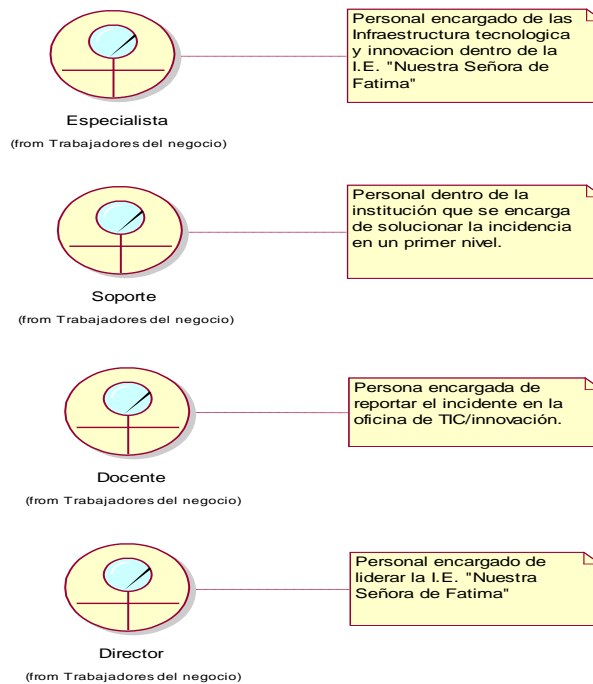 Personal encargado de las
Infraestructura tecnologica
y innovacion dentro de la
I.E. "Nuestra Señora de
Fatima"
Especialista
(from Trabajadores del negocio)
Personal dentro de la
institución que se encarga
de solucionar la incidencia
en un primer nivel.
Soporte
(from Trabajadores del negocio)
Persona encargada de
reportar el incidente en la
oficina de TIC/innovación.
Docente
(from Trabajadores del negocio)
Personal encargado de
liderar la I.E. "Nuestra
Señora de Fatima"
Director
(from Trabajadores del negocio)